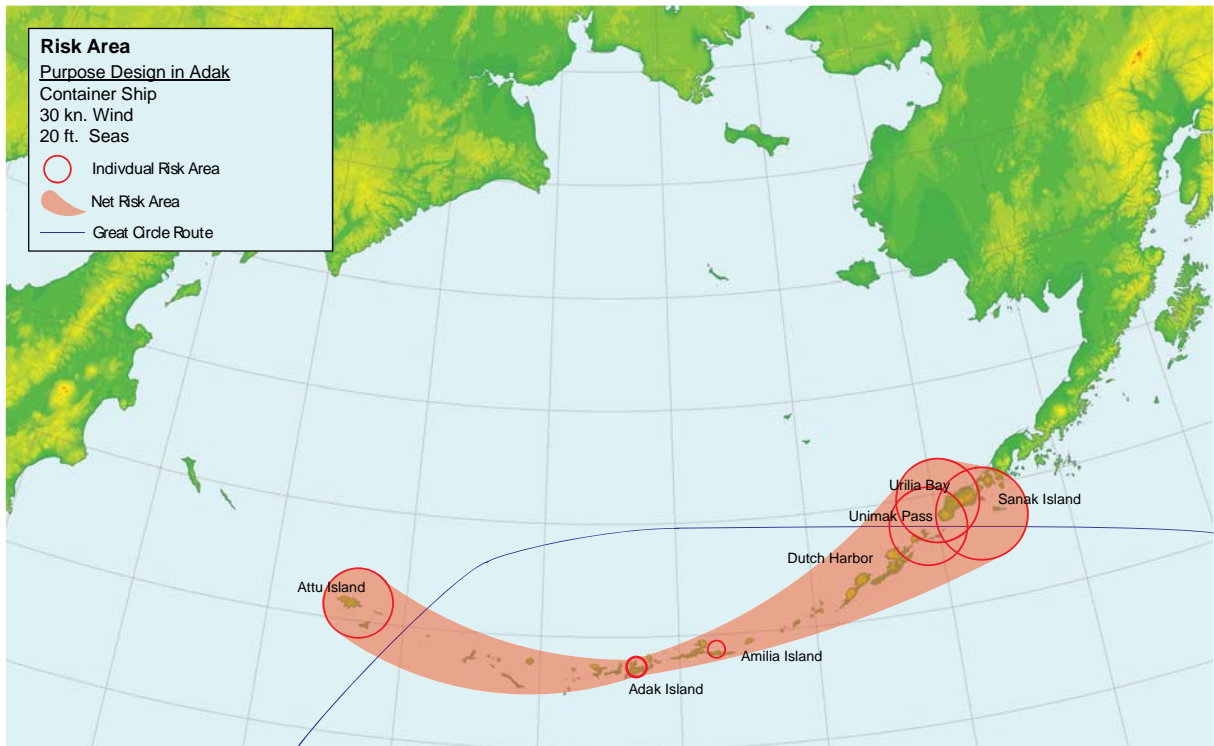 Risk Area
Purpose Design in Adak
Container Ship
30 kn. Wind
20 ft. Seas
Indivdual Risk Area
Net Risk Area
Great Circle Route
Urilia Bay
Sanak Island
Unimak Pass
Dutch Harbor
Attu Island
Amilia Island
Adak Island